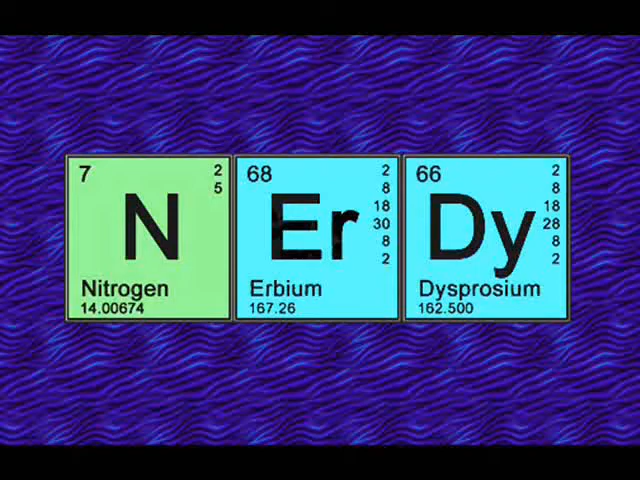 7 2
5
N
Nitrogen
14.00674
68 2
8
18
30
8
2
Er
Erbium
167.26
66 2
8
18
28
8
2
Dy
Dysprosium
162.500